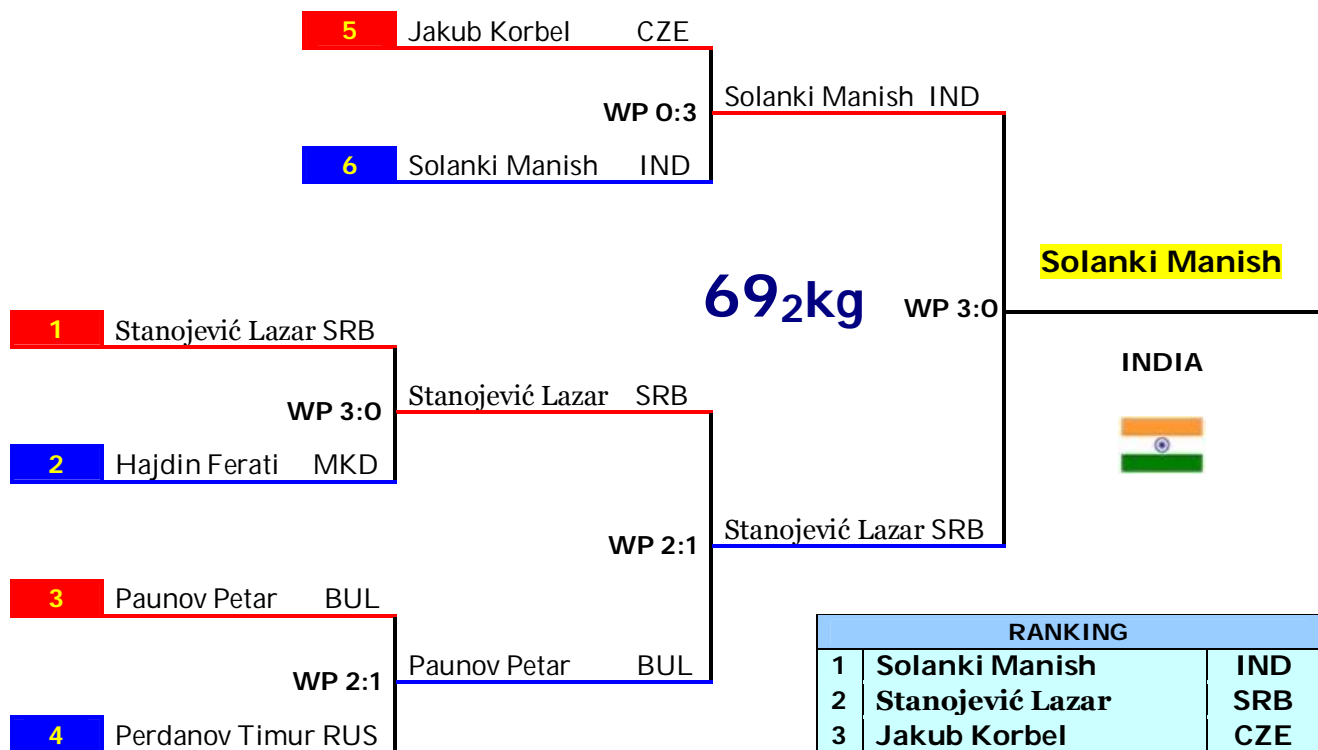 5 Jakub Korbel CZE
WP 0:3
Solanki Manish IND
6 Solanki Manish IND
Solanki Manish
69₂kg WP 3:0
1 Stanojević Lazar SRB
INDIA
WP 3:0
Stanojević Lazar SRB
2 Hajdin Ferati MKD
WP 2:1
Stanojević Lazar SRB
3 Paunov Petar BUL
RANKING
WP 2:1
Paunov Petar BUL
1 Solanki Manish IND
2 Stanojević Lazar SRB
4 Perdanov Timur RUS
3 Jakub Korbel CZE